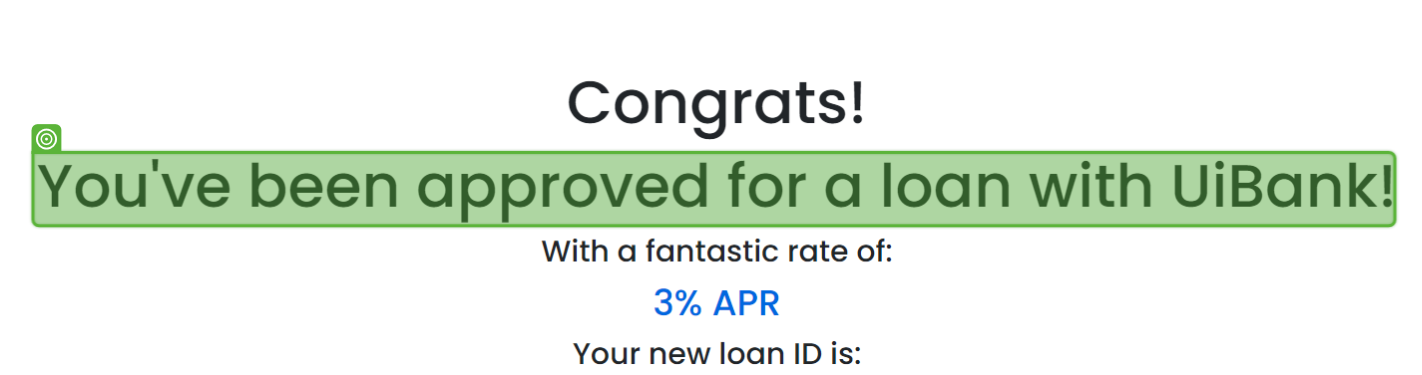 Congrats!
You've been approved for a loan with UiBank!
With a fantastic rate of:
3% APR
Your new loan ID is: